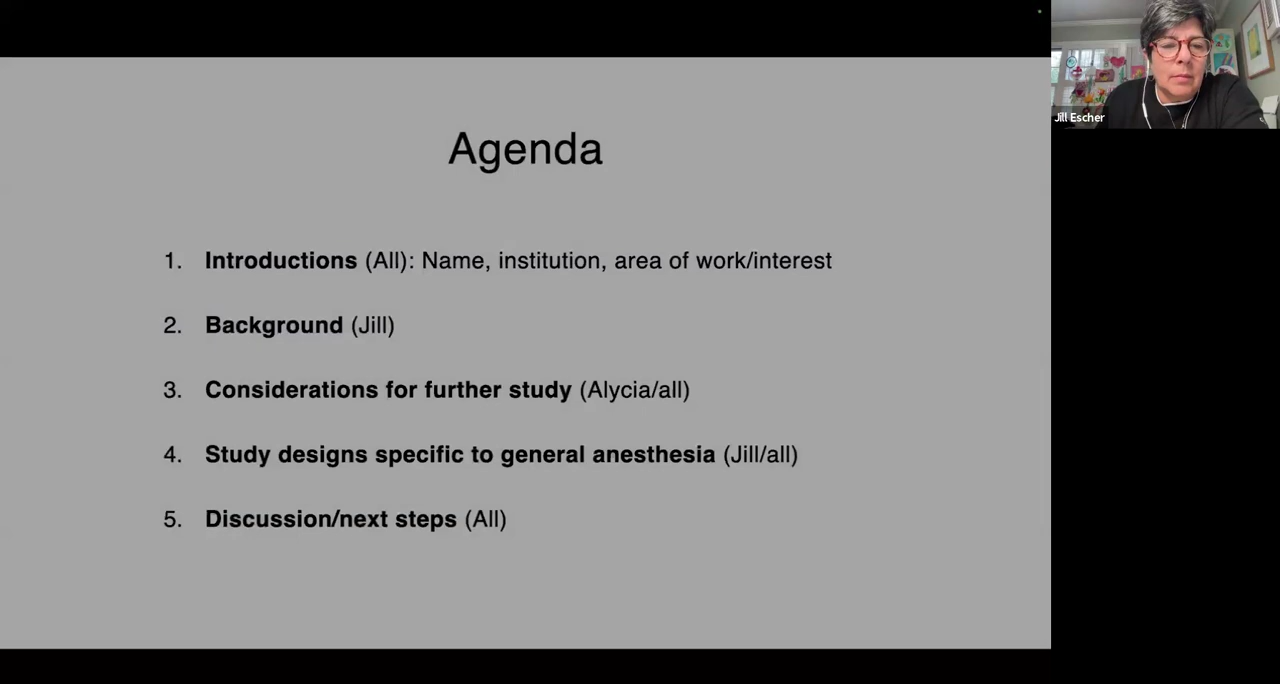 Agenda
1. Introductions (All): Name, institution, area of work/interest
2. Background (Jill)
3. Considerations for further study (Alycia/all)
4. Study designs specific to general anesthesia (Jill/all)
5. Discussion/next steps (All)
Jill Escher